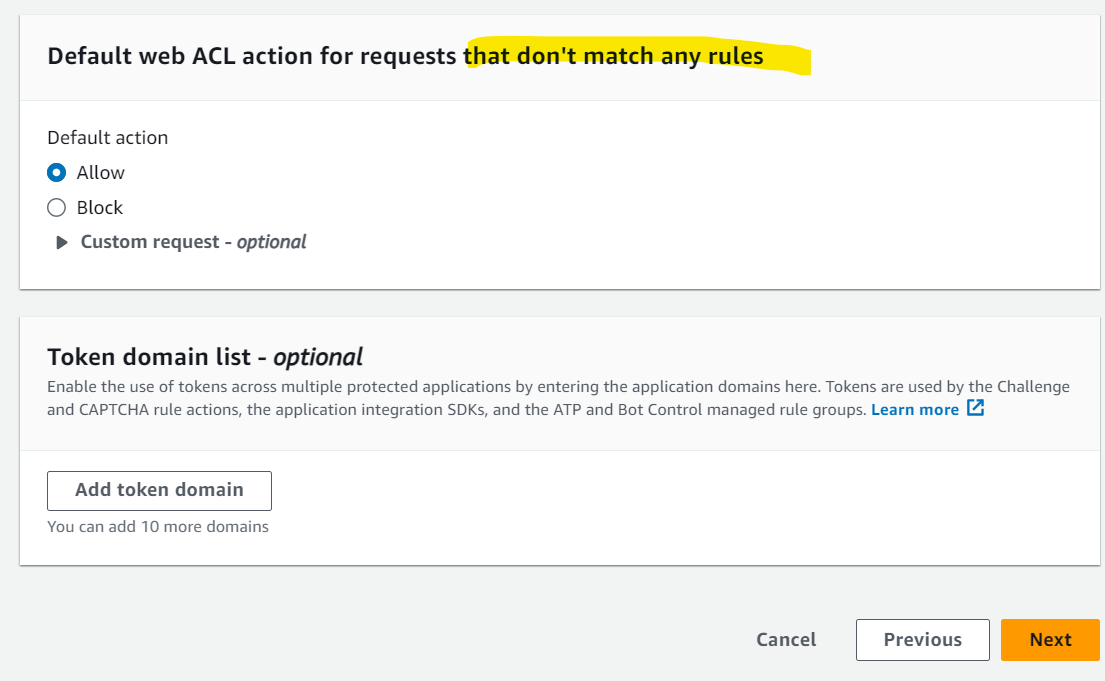 Default web ACL action for requests that don't match any rules
Default action
Allow
Block
Custom request - optional
Token domain list - optional
Enable the use of tokens across multiple protected applications by entering the application domains here. Tokens are used by the Challenge
and CAPTCHA rule actions, the application integration SDKs, and the ATP and Bot Control managed rule groups. Learn more
Add token domain
You can add 10 more domains
Cancel Previous Next